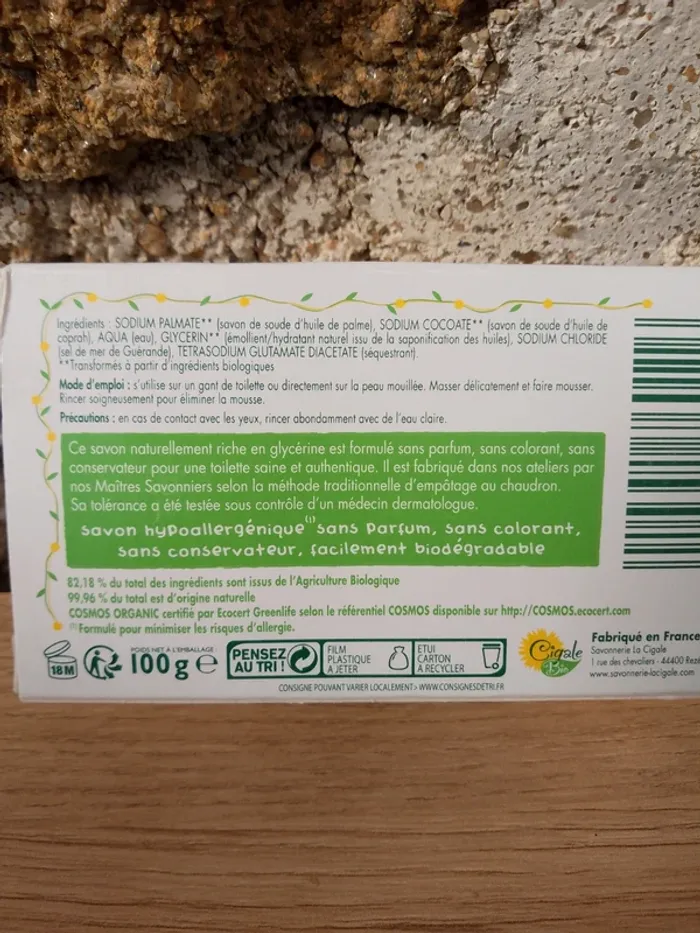 Ingrédients : SODIUM PALMATE** (savon de soude d'huile de palme), SODIUM COCOATE** (savon de soude d'huile de
coprah), AQUA (eau), GLYCERIN** (émollient/hydratant naturel issu de la saponification des huiles), SODIUM CHLORIDE
(sel de mer de Guérande), TETRASODIUM GLUTAMATE DIACETATE (séquestrant).
**Transformés à partir d'ingrédients biologiques
Mode d'emploi : s'utilise sur un gant de toilette ou directement sur la peau mouillée. Masser délicatement et faire mousser.
Rincer soigneusement pour éliminer la mousse.
Précautions : en cas de contact avec les yeux, rincer abondamment avec de l'eau claire.
Ce savon naturellement riche en glycérine est formulé sans parfum, sans colorant, sans
conservateur pour une toilette saine et authentique. Il est fabriqué dans nos ateliers par
nos Maîtres Savonniers selon la méthode traditionnelle d'empâtage au chaudron.
Sa tolérance a été testée sous contrôle d'un médecin dermatologue.
Savon hypoallergénique(1) sans parfum, sans colorant,
sans conservateur, facilement biodégradable
82,18 % du total des ingrédients sont issus de l'Agriculture Biologique
99,96 % du total est d'origine naturelle
COSMOS ORGANIC certifié par Ecocert Greenlife selon le référentiel COSMOS disponible sur http://COSMOS.ecocert.com
(1)Formulé pour minimiser les risques d'allergie.
18M
POIDS NET À L'EMBALLAGE
100 g e
PENSEZ
AU TRI !
FILM
PLASTIQUE
À JETER
ETUI
CARTON
À RECYCLER
CONSIGNE POUVANT VARIER LOCALEMENT > WWW.CONSIGNESDETRI.FR
Cigale
Bio
Fabriqué en France
Savonnerie La Cigale
1 rue des chevaliers - 44400 Rezé
www.savonnerie-lacigale.com